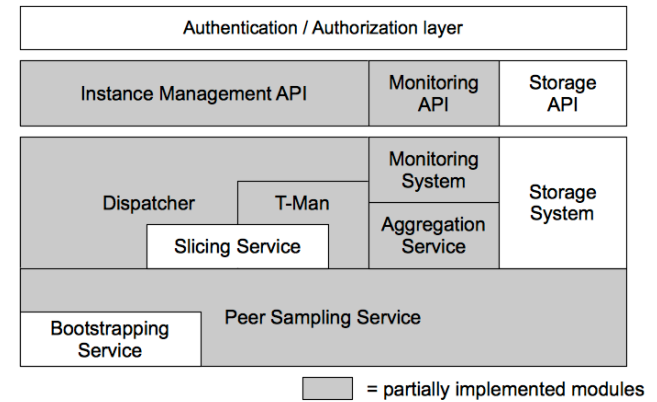 Authentication / Authorization layer
Instance Management API
Monitoring
API
Storage
API
Dispatcher
T-Man
Slicing Service
Monitoring
System
Aggregation
Service
Storage
System
Peer Sampling Service
Bootstrapping
Service
= partially implemented modules